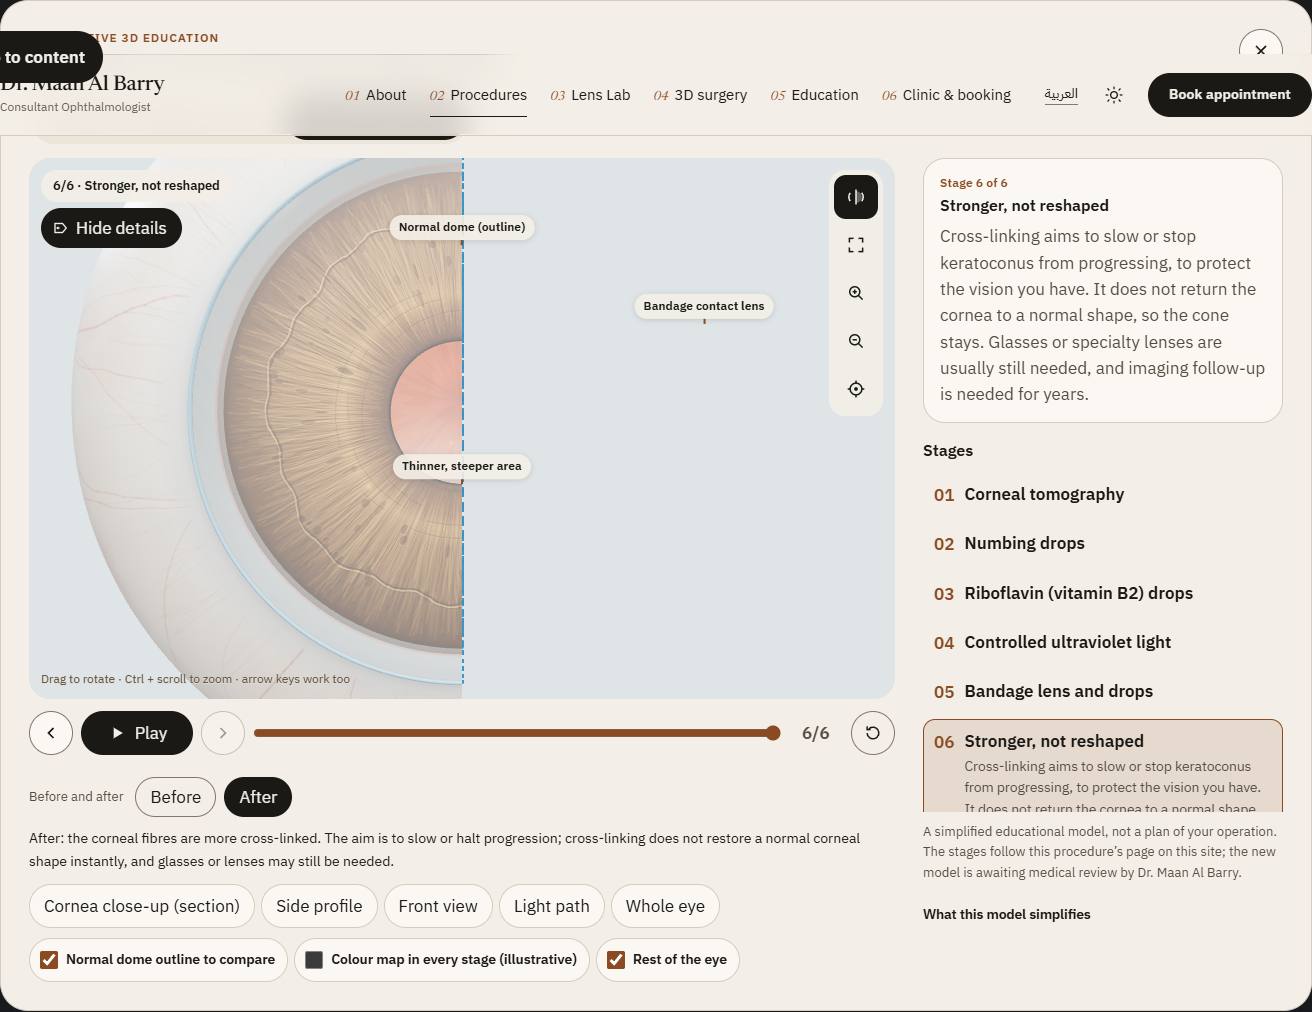 TIVE 3D EDUCATION
to content
Dr. Maan Al Barry
Consultant Ophthalmologist
01 About
02 Procedures
03 Lens Lab
04 3D surgery
05 Education
06 Clinic & booking
العربية
Book appointment
6/6 · Stronger, not reshaped
Hide details
Normal dome (outline)
Bandage contact lens
Thinner, steeper area
Drag to rotate · Ctrl + scroll to zoom · arrow keys work too
Play
6/6
Before and after
Before
After
After: the corneal fibres are more cross-linked. The aim is to slow or halt progression; cross-linking does not restore a normal corneal
shape instantly, and glasses or lenses may still be needed.
Cornea close-up (section)
Side profile
Front view
Light path
Whole eye
Normal dome outline to compare
Colour map in every stage (illustrative)
Rest of the eye
Stage 6 of 6
Stronger, not reshaped
Cross-linking aims to slow or stop
keratoconus from progressing, to protect
the vision you have. It does not return the
cornea to a normal shape, so the cone
stays. Glasses or specialty lenses are
usually still needed, and imaging follow-up
is needed for years.
Stages
01 Corneal tomography
02 Numbing drops
03 Riboflavin (vitamin B2) drops
04 Controlled ultraviolet light
05 Bandage lens and drops
06 Stronger, not reshaped
Cross-linking aims to slow or stop keratoconus
from progressing, to protect the vision you have.
It does not return the cornea to a normal shape
A simplified educational model, not a plan of your operation.
The stages follow this procedure's page on this site; the new
model is awaiting medical review by Dr. Maan Al Barry.
What this model simplifies